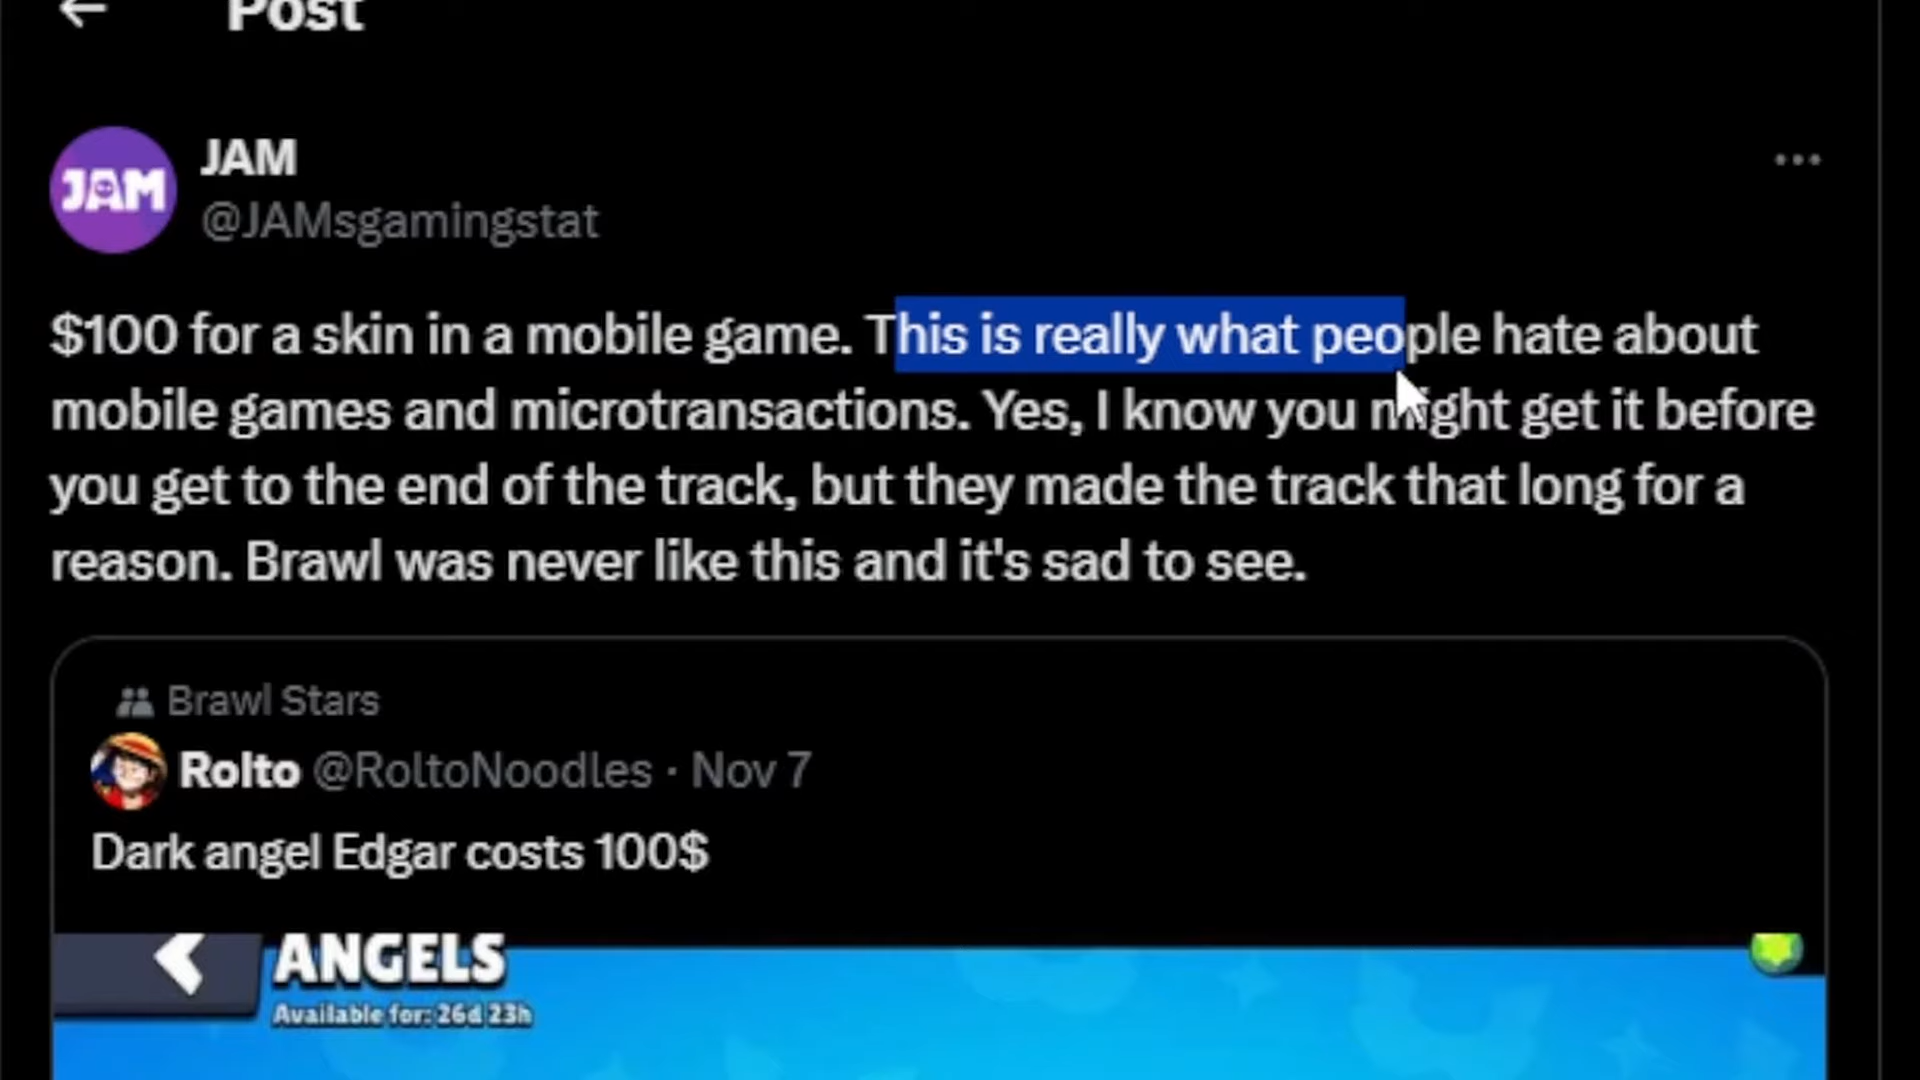 Post
JAM
JAM
@JAMsgamingstat
$100 for a skin in a mobile game. This is really what people hate about
mobile games and microtransactions. Yes, I know you might get it before
you get to the end of the track, but they made the track that long for a
reason. Brawl was never like this and it's sad to see.
Brawl Stars
Rolto @RoltoNoodles · Nov 7
Dark angel Edgar costs 100$
ANGELS
Available for: 26d 23h